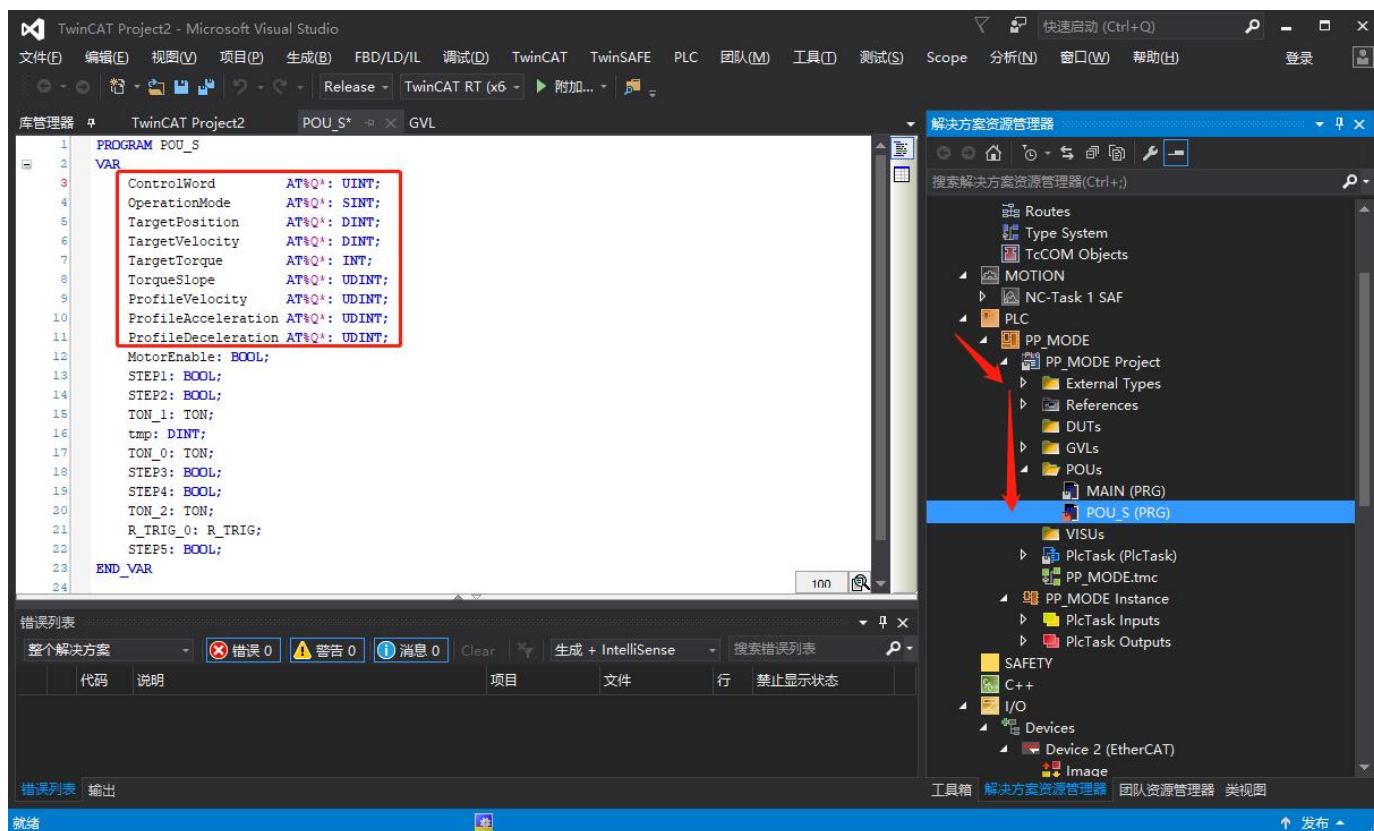 TwinCAT Project2 - Microsoft Visual Studio
快速启动 (Ctrl+Q)
文件(F) 编辑(E) 视图(V) 项目(P) 生成(B) FBD/LD/IL 调试(D) TwinCAT TwinSAFE PLC 团队(M) 工具(T) 测试(S) Scope 分析(N) 窗口(W) 帮助(H) 登录
Release TwinCAT RT (x6 附加...
库管理器 TwinCAT Project2 POU_S* GVL
1 PROGRAM POU_S
2 VAR
3 ControlWord AT%Q*: UINT;
4 OperationMode AT%Q*: SINT;
5 TargetPosition AT%Q*: DINT;
6 TargetVelocity AT%Q*: DINT;
7 TargetTorque AT%Q*: INT;
8 TorqueSlope AT%Q*: UDINT;
9 ProfileVelocity AT%Q*: UDINT;
10 ProfileAcceleration AT%Q*: UDINT;
11 ProfileDeceleration AT%Q*: UDINT;
12 MotorEnable: BOOL;
13 STEP1: BOOL;
14 STEP2: BOOL;
15 TON_1: TON;
16 tmp: DINT;
17 TON_0: TON;
18 STEP3: BOOL;
19 STEP4: BOOL;
20 TON_2: TON;
21 R_TRIG_0: R_TRIG;
22 STEP5: BOOL;
23 END_VAR
24
100
错误列表
整个解决方案 错误 0 警告 0 消息 0 Clear 生成 + IntelliSense 搜索错误列表
代码 说明 项目 文件 行 禁止显示状态
错误列表 输出
解决方案资源管理器
搜索解决方案资源管理器(Ctrl+;)
Routes
Type System
TcCOM Objects
MOTION
NC-Task 1 SAF
PLC
PP_MODE
PP_MODE Project
External Types
References
DUTs
GVLs
POUs
MAIN (PRG)
POU_S (PRG)
VISUs
PlcTask (PlcTask)
PP_MODE.tmc
PP_MODE Instance
PlcTask Inputs
PlcTask Outputs
SAFETY
C++
I/O
Devices
Device 2 (EtherCAT)
Image
工具箱 解决方案资源管理器 团队资源管理器 类视图
就绪 发布